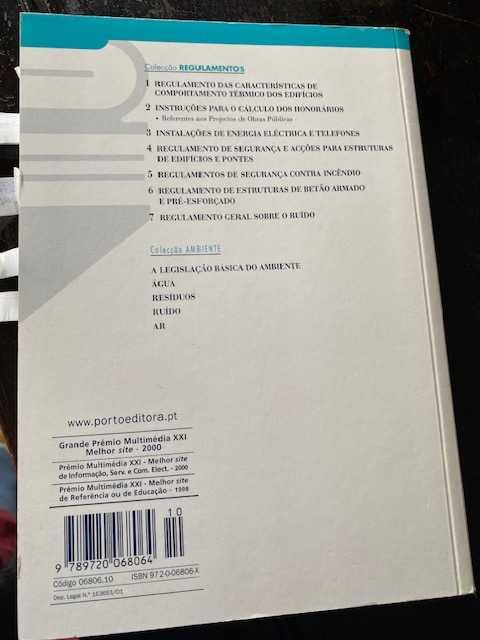 Colecção REGULAMENTOS
1 REGULAMENTO DAS CARACTERÍSTICAS DE
COMPORTAMENTO TÉRMICO DOS EDIFÍCIOS
2 INSTRUÇÕES PARA O CÁLCULO DOS HONORÁRIOS
• Referentes aos Projectos de Obras Públicas -
3 INSTALAÇÕES DE ENERGIA ELÉCTRICA E TELEFONES
4 REGULAMENTO DE SEGURANÇA E ACÇÕES PARA ESTRUTURAS
DE EDIFÍCIOS E PONTES
5 REGULAMENTOS DE SEGURANÇA CONTRA INCÊNDIO
6 REGULAMENTO DE ESTRUTURAS DE BETÃO ARMADO
E PRÉ-ESFORÇADO
7 REGULAMENTO GERAL SOBRE O RUÍDO
Colecção AMBIENTE
A LEGISLAÇÃO BÁSICA DO AMBIENTE
ÁGUA
RESÍDUOS
RUÍDO
AR
www.portoeditora.pt
Grande Prémio Multimédia XXI
Melhor site - 2000
Prémio Multimédia XXI - Melhor site
de Informação, Serv. e Com. Elect. - 2000
Prémio Multimédia XXI - Melhor site
de Referência ou de Educação - 1998
10
9 789720 068064
Código 06806.10 ISBN 972-0-06806-X
Dep. Legal N.º 163653/01